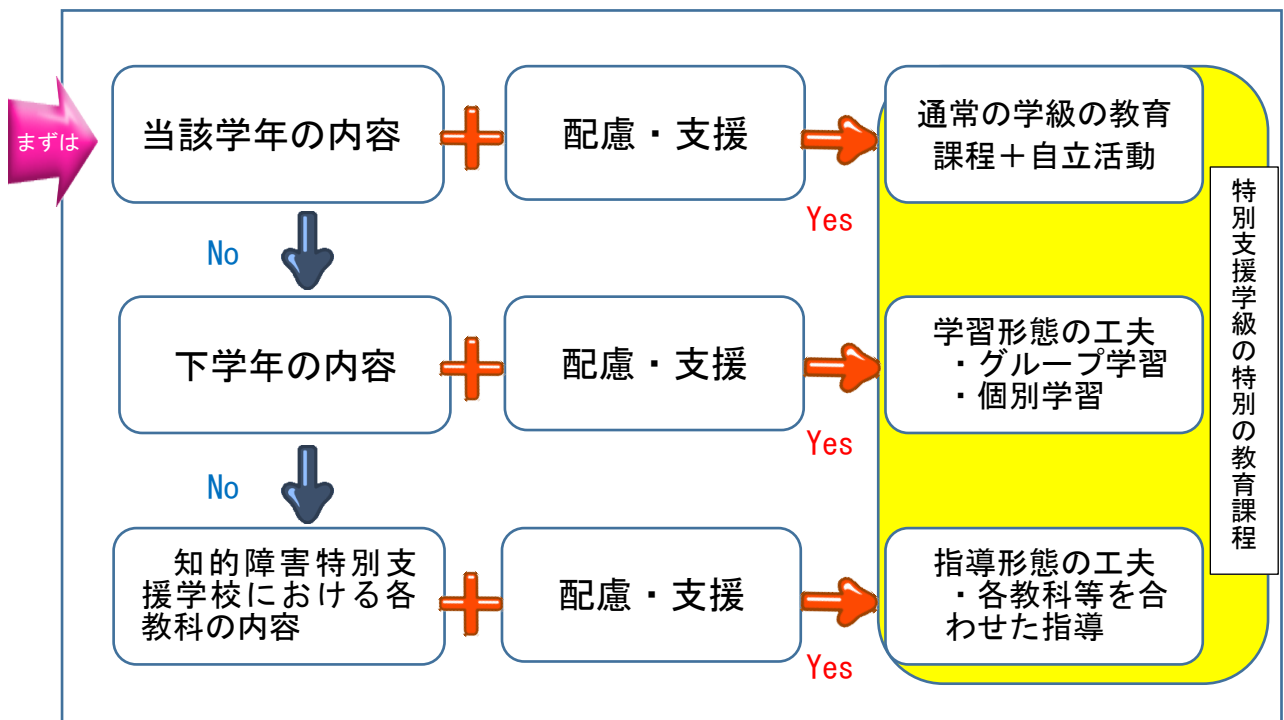 まずは
当該学年の内容
配慮・支援
通常の学級の教育
課程＋自立活動
Yes
No
下学年の内容
配慮・支援
学習形態の工夫
・グループ学習
・個別学習
Yes
No
知的障害特別支
援学校における各
教科の内容
配慮・支援
指導形態の工夫
・各教科等を合
わせた指導
Yes
特別支援学級の特別の教育課程